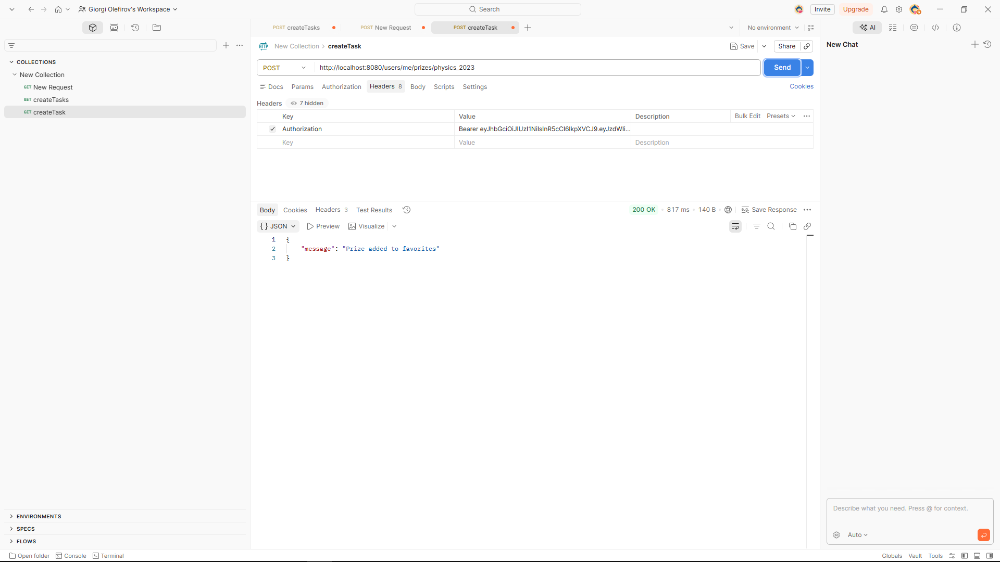 Giorgi Olefirov's Workspace
Search
Invite
Upgrade
POST createTasks
POST New Request
POST createTask
No environment
AI
COLLECTIONS
New Collection
GET New Request
GET createTasks
GET createTask
ENVIRONMENTS
SPECS
FLOWS
HTTP New Collection > createTask
Save
Share
POST http://localhost:8080/users/me/prizes/physics_2023
Send
Docs Params Authorization Headers 8 Body Scripts Settings
Cookies
Headers 7 hidden
Key Value Description Bulk Edit Presets
Authorization Bearer eyJhbGciOiJIUzI1NiIsInR5cCI6IkpXVCJ9.eyJzdWIi...
Key Value Description
Body Cookies Headers 3 Test Results
200 OK • 817 ms • 140 B
e.g. Save Response
{} JSON Preview Visualize
1 {
2 "message": "Prize added to favorites"
3 }
New Chat
Describe what you need. Press @ for context.
Auto
Open folder Console Terminal
Globals Vault Tools